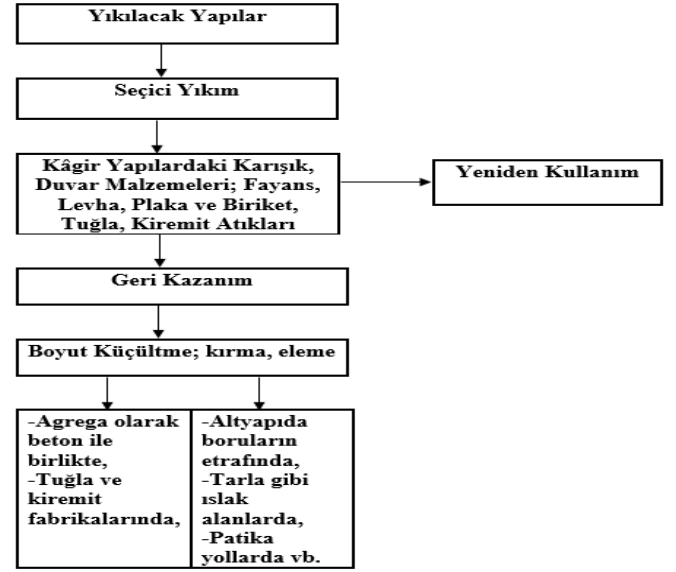 Yıkılacak Yapılar
Seçici Yıkım
Kâgir Yapılardaki Karışık,
Duvar Malzemeleri; Fayans,
Levha, Plaka ve Biriket,
Tuğla, Kiremit Atıkları
Yeniden Kullanım
Geri Kazanım
Boyut Küçültme; kırma, eleme
-Agrega olarak
beton ile
birlikte,
-Tuğla ve
kiremit
fabrikalarında,
-Altyapıda
boruların
etrafında,
-Tarla gibi
ıslak
alanlarda,
-Patika
yollarda vb.